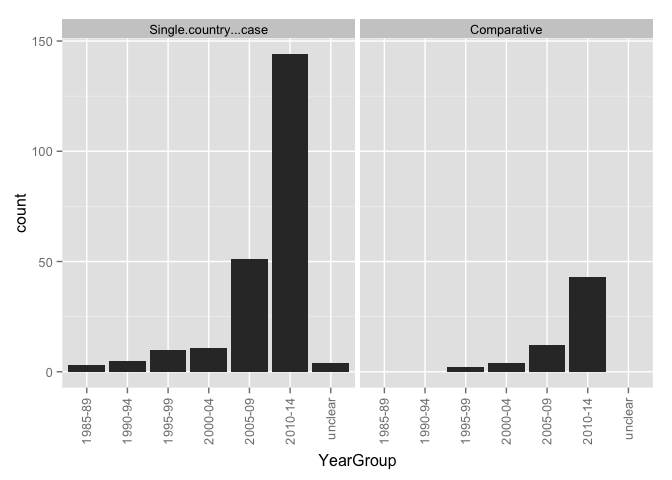 Single.country...case
Comparative
150
100
50
0
count
1985-89
1990-94
1995-99
2000-04
2005-09
2010-14
unclear
1985-89
1990-94
1995-99
2000-04
2005-09
2010-14
unclear
YearGroup